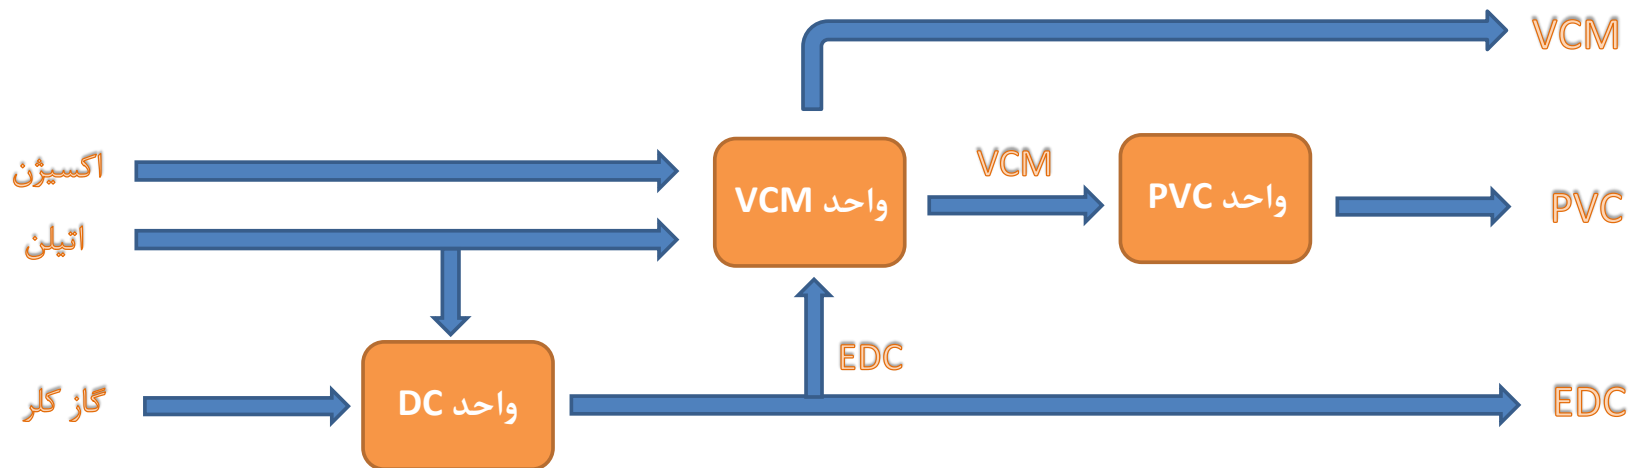 VCM
اکسیژن
VCM
واحد VCM
واحد PVC
PVC
اتیلن
EDC
گاز کلر
واحد DC
EDC